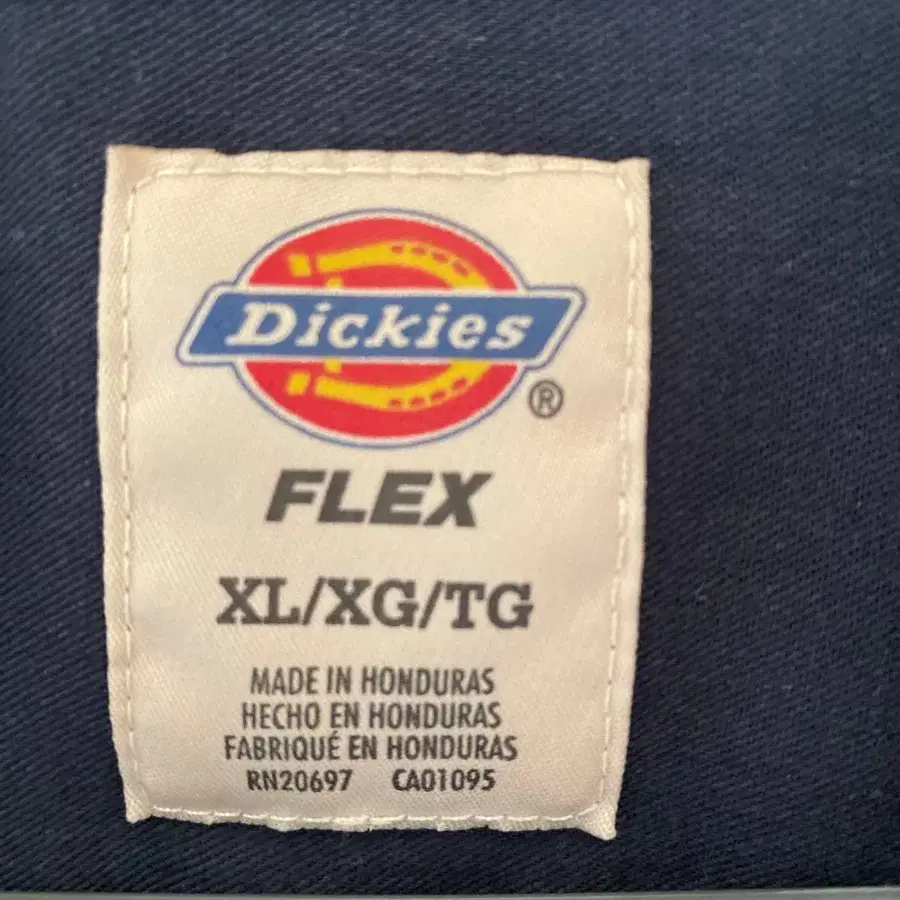 Dickies
®
FLEX
XL/XG/TG
MADE IN HONDURAS
HECHO EN HONDURAS
FABRIQUÉ EN HONDURAS
RN20697 CA01095